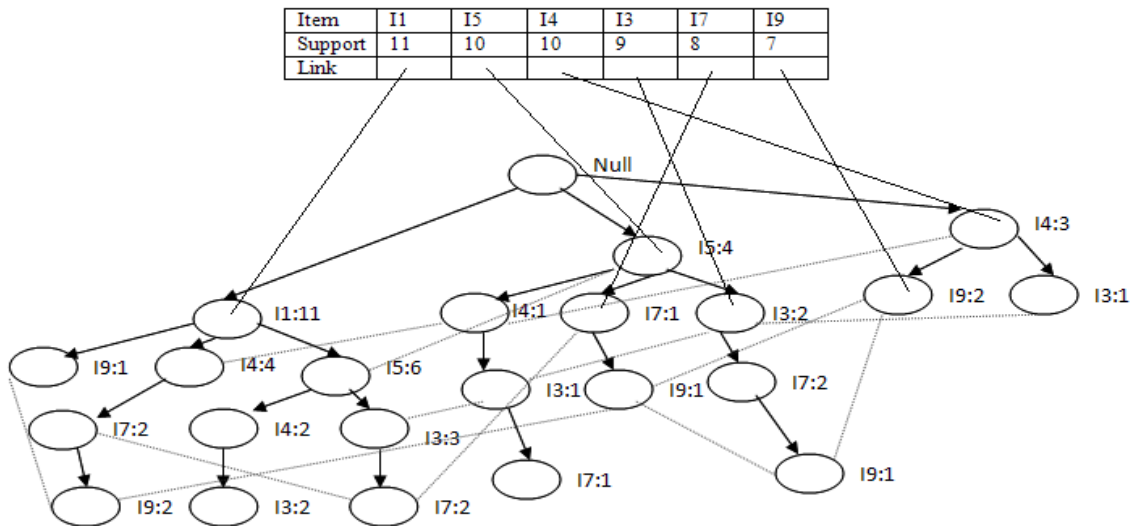 Item I1 I5 I4 I3 I7 I9
Support 11 10 10 9 8 7
Link
Null
I4:3
I5:4
I9:2 I3:1
I1:11 I4:1 I7:1 I3:2
I9:1 I4:4 I5:6
I3:1 I9:1 I7:2
I7:2 I4:2 I3:3
I7:1 I9:1
I9:2 I3:2 I7:2